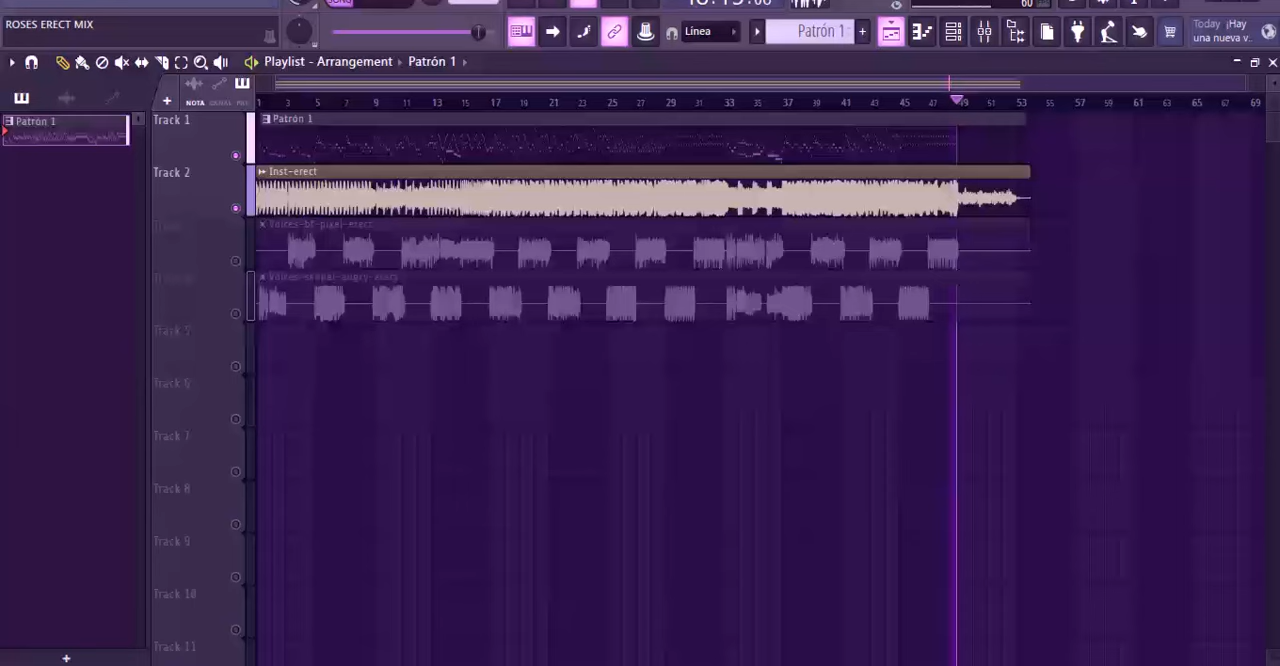 SONG
60
ROSES ERECT MIX
Línea
Patrón 1
Today ¡Hay
una nueva v..
Playlist - Arrangement
Patrón 1
NOTA
1 3 5 7 9 11 13 15 17 19 21 23 25 27 29 31 33 35 37 39 41 43 45 47 49 51 53 55 57 59 61 63 65 67 69
Patrón 1
Track 1
Patrón 1
Track 2
Inst-erect
Voices-bf-pixel-erect
Track 5
Track 6
Track 7
Track 8
Track 9
Track 10
Track 11